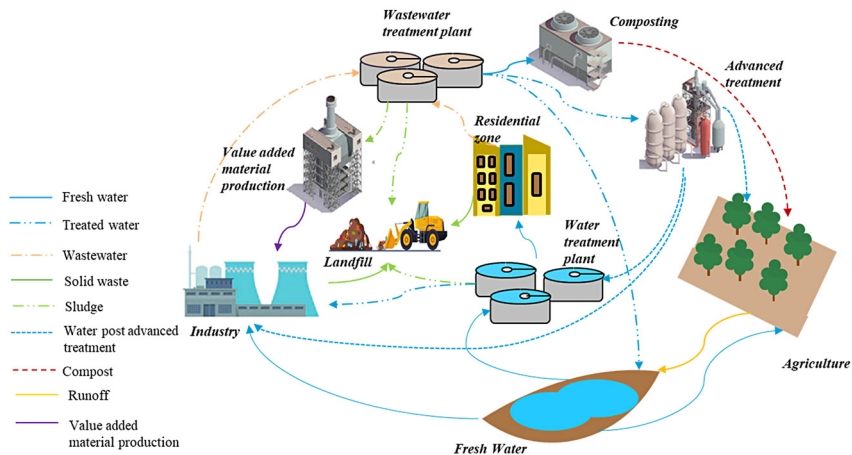 Wastewater
treatment plant
Composting
Advanced
treatment
Residential
zone
Value added
material
production
Fresh water
Treated water
Wastewater
Solid waste
Sludge
Water post advanced
treatment
Compost
Runoff
Value added
material production
Landfill
Water
treatment
plant
Industry
Agriculture
Fresh Water